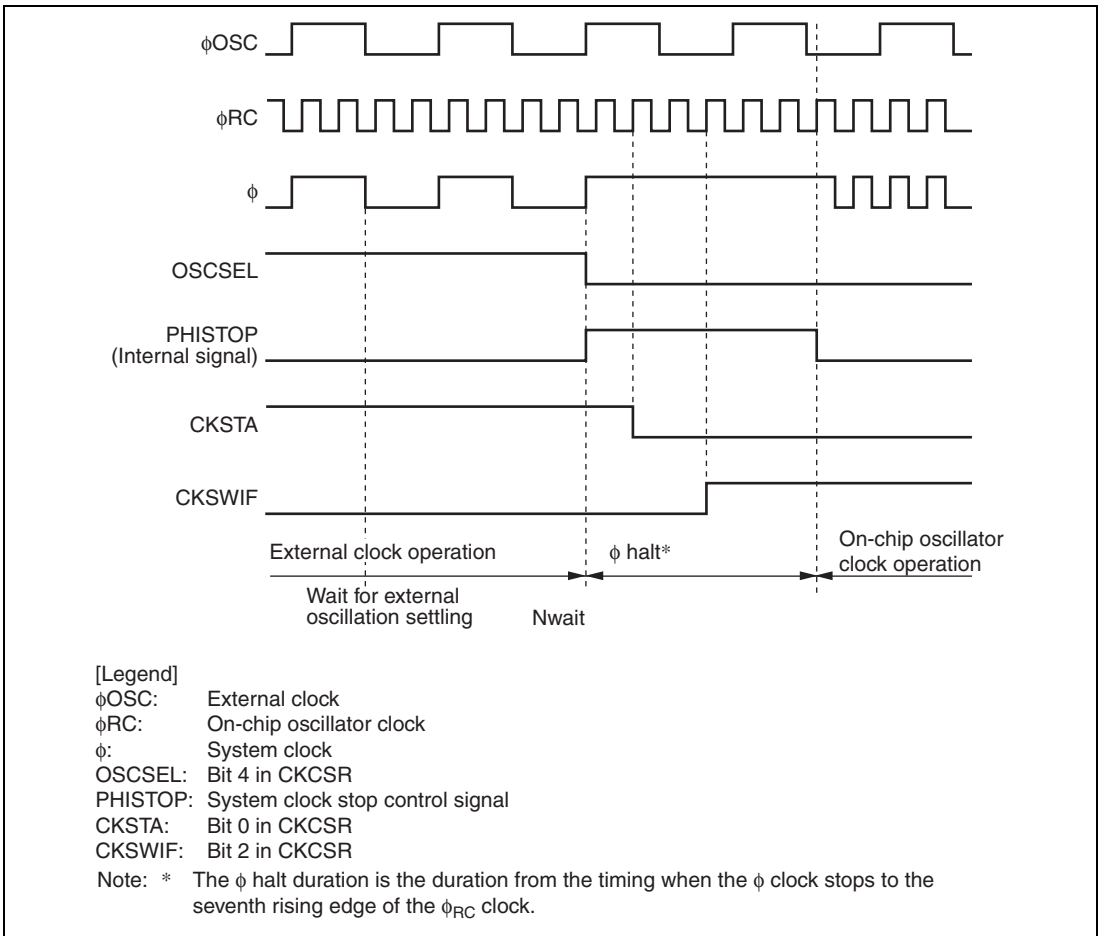 φOSC
φRC
φ
OSCSEL
PHISTOP
(Internal signal)
CKSTA
CKSWIF
External clock operation
φ halt*
On-chip oscillator
clock operation
Wait for external
oscillation settling
Nwait
[Legend]
φOSC: External clock
φRC: On-chip oscillator clock
φ: System clock
OSCSEL: Bit 4 in CKCSR
PHISTOP: System clock stop control signal
CKSTA: Bit 0 in CKCSR
CKSWIF: Bit 2 in CKCSR
Note: * The φ halt duration is the duration from the timing when the φ clock stops to the
seventh rising edge of the φRC clock.